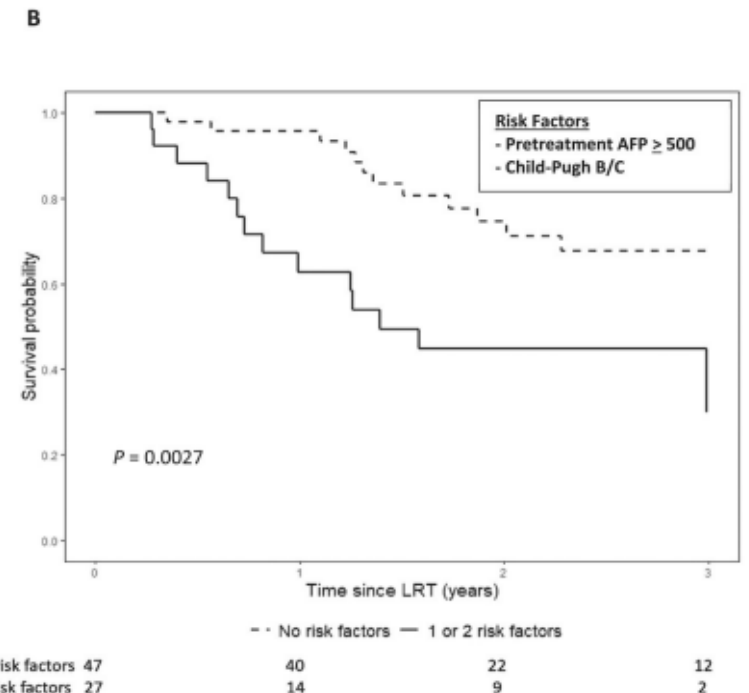 B
1.0
0.8
0.6
0.4
0.2
0.0
Survival probability
Risk Factors
- Pretreatment AFP ≥ 500
- Child-Pugh B/C
P = 0.0027
0 1 2 3
Time since LRT (years)
No risk factors 1 or 2 risk factors
risk factors 47 40 22 12
sk factors 27 14 9 2